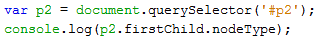 var p2 = document.querySelector('#p2');
console.log(p2.firstChild.nodeType);